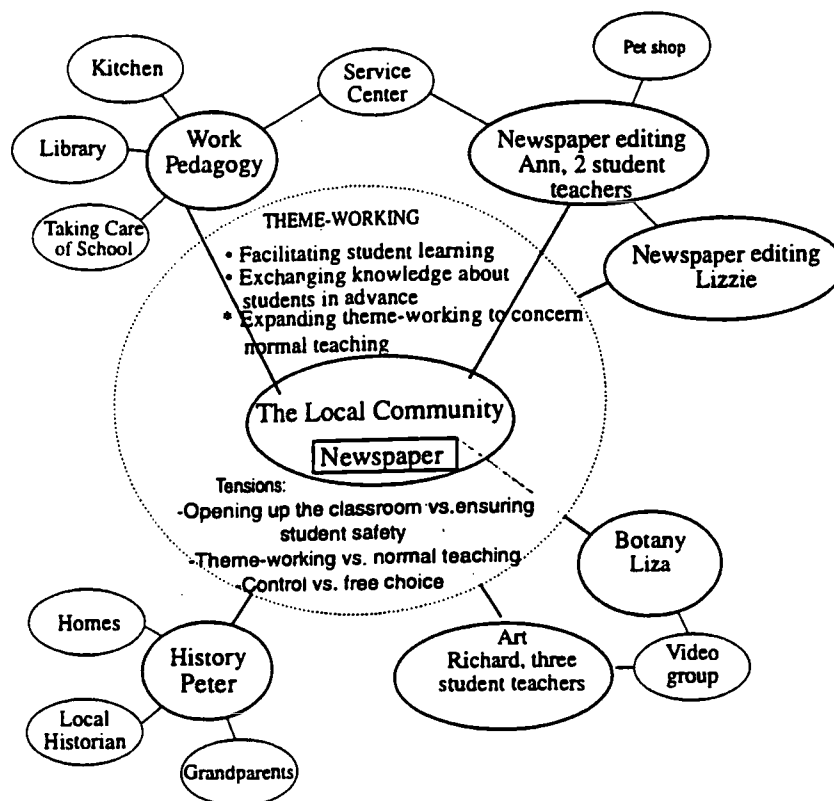 Pet shop
Kitchen
Service
Center
Work
Pedagogy
Library
Newspaper editing
Ann, 2 student
teachers
Taking Care
of School
THEME-WORKING
• Facilitating student learning
• Exchanging knowledge about
students in advance
* Expanding theme-working to concern
normal teaching
Newspaper editing
Lizzie
The Local Community
Newspaper
Tensions:
-Opening up the classroom vs.ensuring
student safety
-Theme-working vs. normal teaching
-Control vs. free choice
Botany
Liza
Homes
History
Peter
Art
Richard, three
student teachers
Video
group
Local
Historian
Grandparents